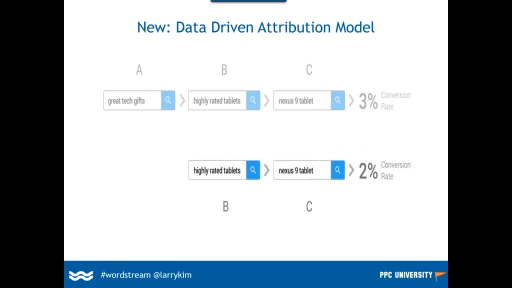 New: Data Driven Attribution Model
A B C
great tech gifts highly rated tablets nexus 9 tablet 3% Conversion Rate
highly rated tablets nexus 9 tablet 2% Conversion Rate
B C
#wordstream @larrykim PPC UNIVERSITY